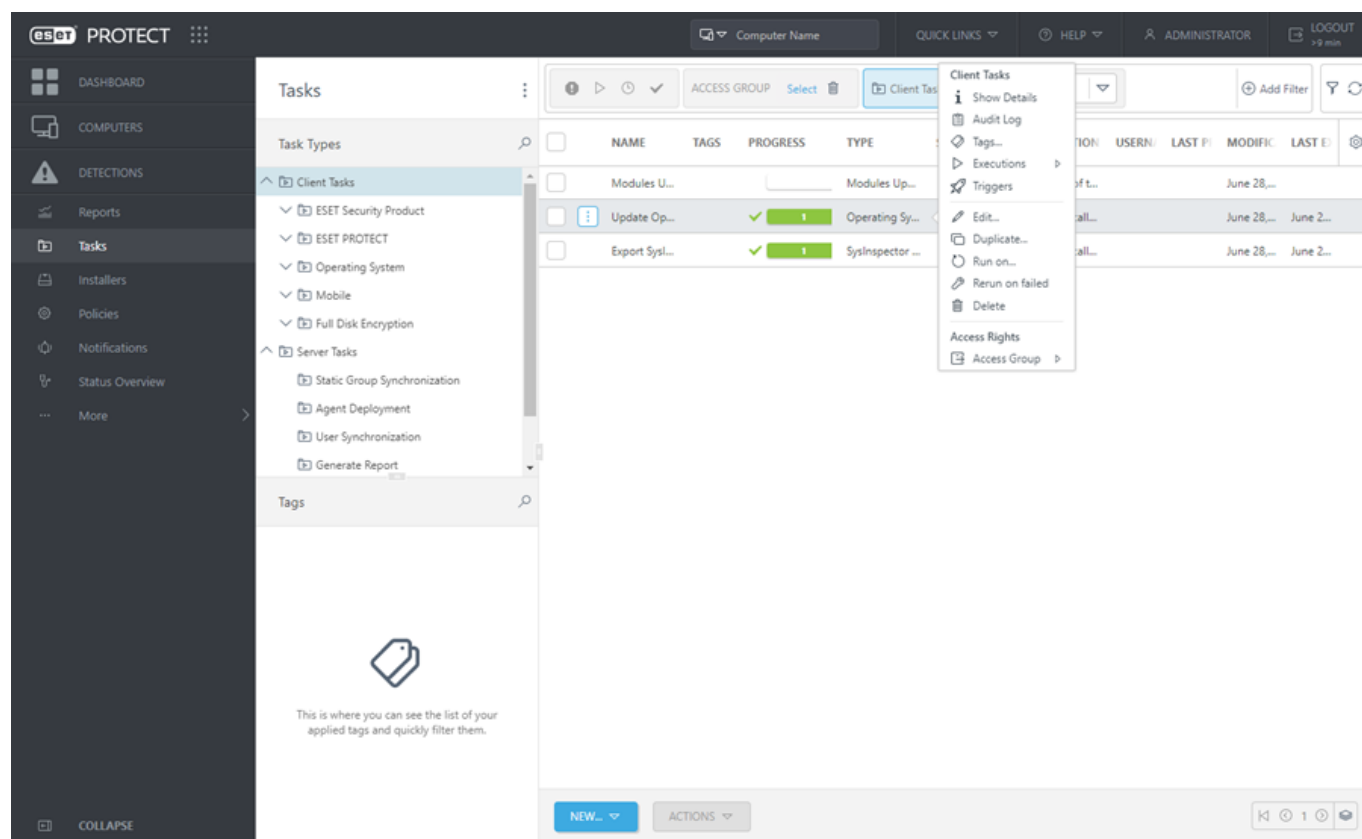 eset PROTECT
Computer Name
QUICK LINKS
HELP
ADMINISTRATOR
LOGOUT
>9 min
DASHBOARD
COMPUTERS
DETECTIONS
Reports
Tasks
Installers
Policies
Notifications
Status Overview
More
COLLAPSE
Tasks
Task Types
Client Tasks
ESET Security Product
ESET PROTECT
Operating System
Mobile
Full Disk Encryption
Server Tasks
Static Group Synchronization
Agent Deployment
User Synchronization
Generate Report
Tags
This is where you can see the list of your
applied tags and quickly filter them.
ACCESS GROUP Select
Client Tas
Add Filter
NAME TAGS PROGRESS TYPE TION USERN LAST P MODIFIC LAST E
Modules U... Modules Up... of t... June 28,...
Update Op... 1 Operating Sy... all... June 28,... June 2...
Export SysI... 1 SysInspector ... all... June 28,... June 2...
Client Tasks
Show Details
Audit Log
Tags...
Executions
Triggers
Edit...
Duplicate...
Run on...
Rerun on failed
Delete
Access Rights
Access Group
NEW...
ACTIONS
1